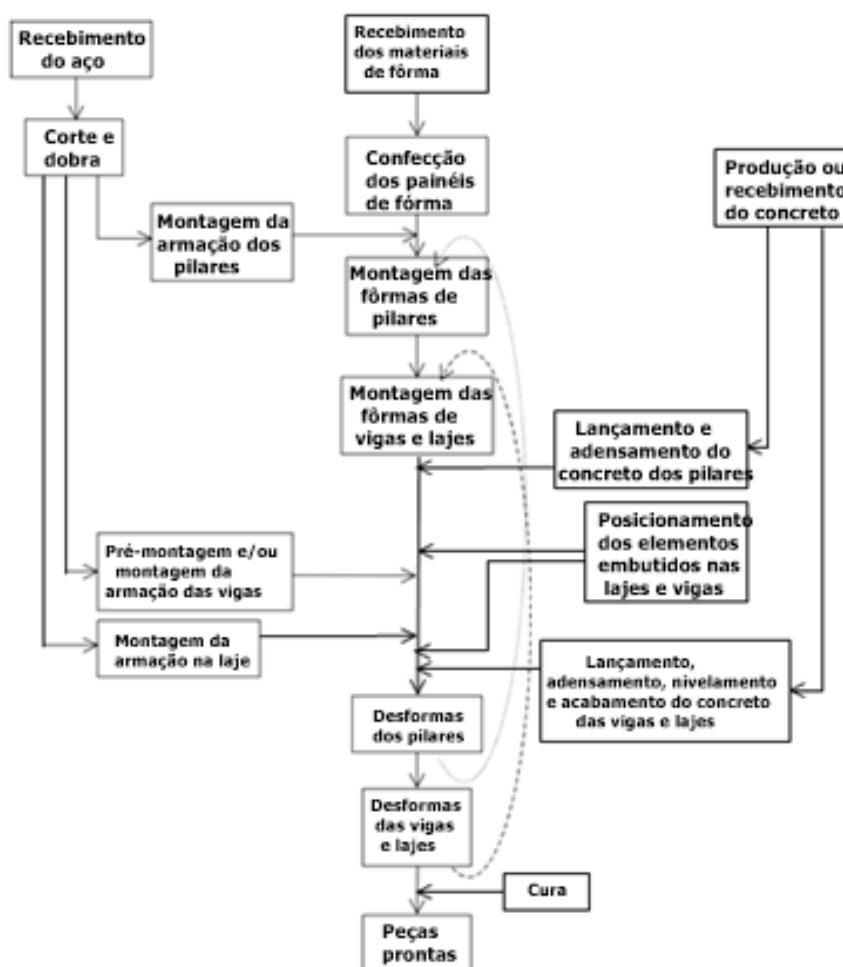 Recebimento
do aço
Recebimento
dos materiais
de fôrma
Corte e
dobra
Confecção
dos painéis
de fôrma
Produção ou
recebimento
do concreto
Montagem da
armação dos
pilares
Montagem das
fôrmas de
pilares
Montagem das
fôrmas de
vigas e lajes
Lançamento e
adensamento do
concreto dos pilares
Posicionamento
dos elementos
embutidos nas
lajes e vigas
Pré-montagem e/ou
montagem da
armação das vigas
Montagem da
armação na laje
Lançamento,
adensamento, nivelamento
e acabamento do concreto
das vigas e lajes
Desformas
dos pilares
Desformas
das vigas
e lajes
Cura
Peças
prontas